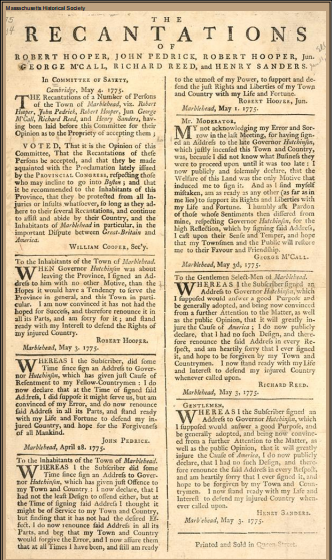 Massachusetts Historical Society
THE
RECANTATIONS
OF
ROBERT HOOPER, JOHN PEDRICK, ROBERT HOOPER, Jun.
GEORGE M'CALL, RICHARD REED, and HENRY SANDERS.
In COMMITTEE of SAFETY,
Cambridge, May 4. 1775.
THE Recantations of a Number of Persons
of the Town of Marblehead, viz. Robert
Hooper, John Pedrick, Robert Hooper, Jun. George
M'Call, Richard Reed, and Henry Sanders, hav-
ing been laid before this Committee for their
Opinion as to the Propriety of accepting them;
VOTED, That it is the Opinion of this
Committee, That the Recantations of these
Persons be accepted, and that they be made
acquainted with the Proclamation lately issued
by the PROVINCIAL CONGRESS, respecting those
who may incline to go into Boston; and that
it be recommended to the Inhabitants of this
Province, that they be protected from all In-
juries or Insults whatsoever, so long as they ad-
here to their several Recantations, and continue
to assist and abide by their Country, and the
Inhabitants of Marblehead in particular, in the
important Dispute between Great-Britain and
America.
WILLIAM COOPER, Sec'y.
To the Inhabitants of the Town of Marblehead.
WHEN Governor Hutchinson was about
leaving the Province, I signed an Ad-
dress to him with no other Motive, than the
Hopes it would have a Tendency to serve the
Province in general, and this Town in parti-
cular. I am now convinced it has not had the
hoped for Success, and therefore renounce it in
all its Parts, and am sorry for it; and stand
ready with my Interest to defend the Rights of
my injured Country.
ROBERT HOOPER.
Marblehead, May 3. 1775.
WHEREAS I the Subscriber, did some
Time since sign an Address to Gover-
nor Hutchinson, which has given just Cause of
Resentment to my Fellow-Countrymen: I do
now declare that at the Time of signing said
Address, I did suppose it might serve us, but am
convinced of my Error, and do now renounce
said Address in all its Parts, and stand ready
with my Life and Fortune to defend my in-
jured Country, and hope for the Forgiveness
of all Mankind.
JOHN PEDRICK.
Marblehead, April 28. 1775.
To the Inhabitants of the Town of Marblehead.
WHEREAS I the Subscriber did some
Time since sign an Address to Gover-
nor Hutchinson, which has given just Offence to
my Town and Country: I now declare, that I
had not the least Design to offend either, but at
the Time of signing said Address I thought it
might be of Service to my Town and Country,
but finding that it has not had the desired Ef-
fect, I do now renounce said Address in all its
Parts, and beg that my Town and Country
would forgive the Error; and I now assure them
that at all Times I have been, and still am ready
to the utmost of my Power, to support and de-
fend the just Rights and Liberties of my Town
and Country with my Life and Fortune.
ROBERT HOOPER, Jun.
Marblehead, May 1. 1775.
Mr. MODERATOR.
MAY not acknowledging my Error and Sor-
row in the last Meeting, for having sign-
ed an Address to the late Governor Hutchinson,
which justly incensed this Town and Country,
was, because I did not know what Business they
were to proceed upon until it was too late: I
now publicly and solemnly declare, that the
Welfare of this Land was the only Motive that
induced me to sign it. And as I find myself
mistaken, am as ready as any other (as far as in
me lies) to support its Rights and Liberties with
my Life and Fortune. I humbly ask Pardon
of those whose Sentiments then differed from
mine, respecting Governor Hutchinson, for the
high Reflection, which by signing said Address,
I cast upon their Sense and Temper, and hope
that my Townsmen and the Public will restore
me to their Favour and Friendship.
GEORGE M'CALL.
Marblehead, May 3d, 1775.
To the Gentlemen Select-Men of Marblehead.
WHEREAS I the Subscriber signed an
Address to Governor Hutchinson, which
I supposed would answer a good Purpose and
be generally adopted, and being now convinced
from a further Attention to the Matter, as well
as the public Opinion, that it will greatly in-
jure the Cause of America; I do now publicly
declare, that I had no such Design, and there-
fore renounce the said Address in every Res-
pect, and am heartily sorry that I ever signed
it, and hope to be forgiven by my Town and
Countrymen. I now stand ready with my Life
and Interest to defend my injured Country
whenever called upon.
RICHARD REED.
Marblehead, May 3. 1775.
GENTLEMEN,
WHEREAS I the Subscriber signed an
Address to Governor Hutchinson, which
I supposed would answer a good Purpose, and
be generally adopted, and being now convinc-
ed from a further Attention to the Matter, as
well as the public Opinion, that it will greatly
injure the Cause of America, I do now publicly
declare, that I had no such Design, and there-
fore renounce the said Address in every Respect,
and am heartily sorry that I ever signed it, and
hope to be forgiven by my Town and Coun-
trymen. I now stand ready with my Life and
Interest to defend my injured Country when-
ever called upon.
HENRY SANDERS.
Marblehead, May 3. 1775.
Printed and Sold in